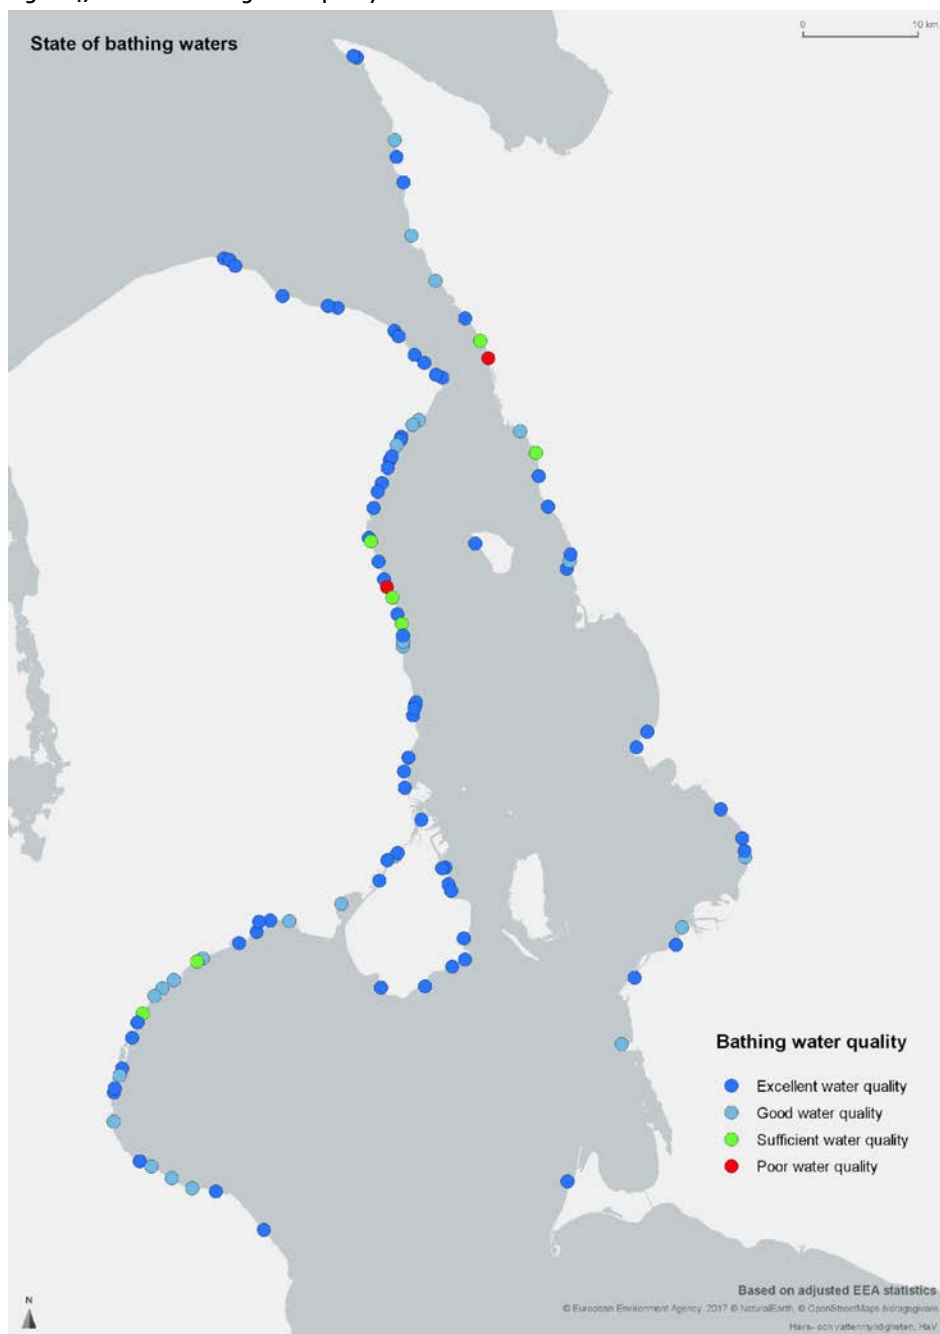 State of bathing waters
0
10 km
Bathing water quality
Excellent water quality
Good water quality
Sufficient water quality
Poor water quality
N
Based on adjusted EEA statistics
© European Environment Agency, 2017 © NaturalEarth, © OpenStreetMaps bidragsgivare,
Havs- och vattenmyndigheten, HaV